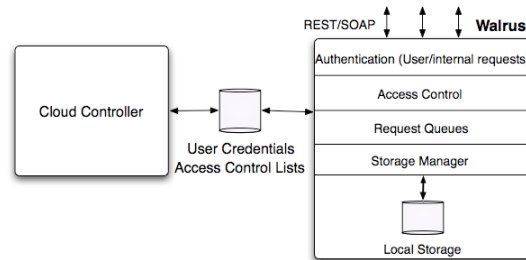 REST/SOAP
Walrus
Authentication (User/internal requests
Cloud Controller
Access Control
Request Queues
User Credentials
Access Control Lists
Storage Manager
Local Storage